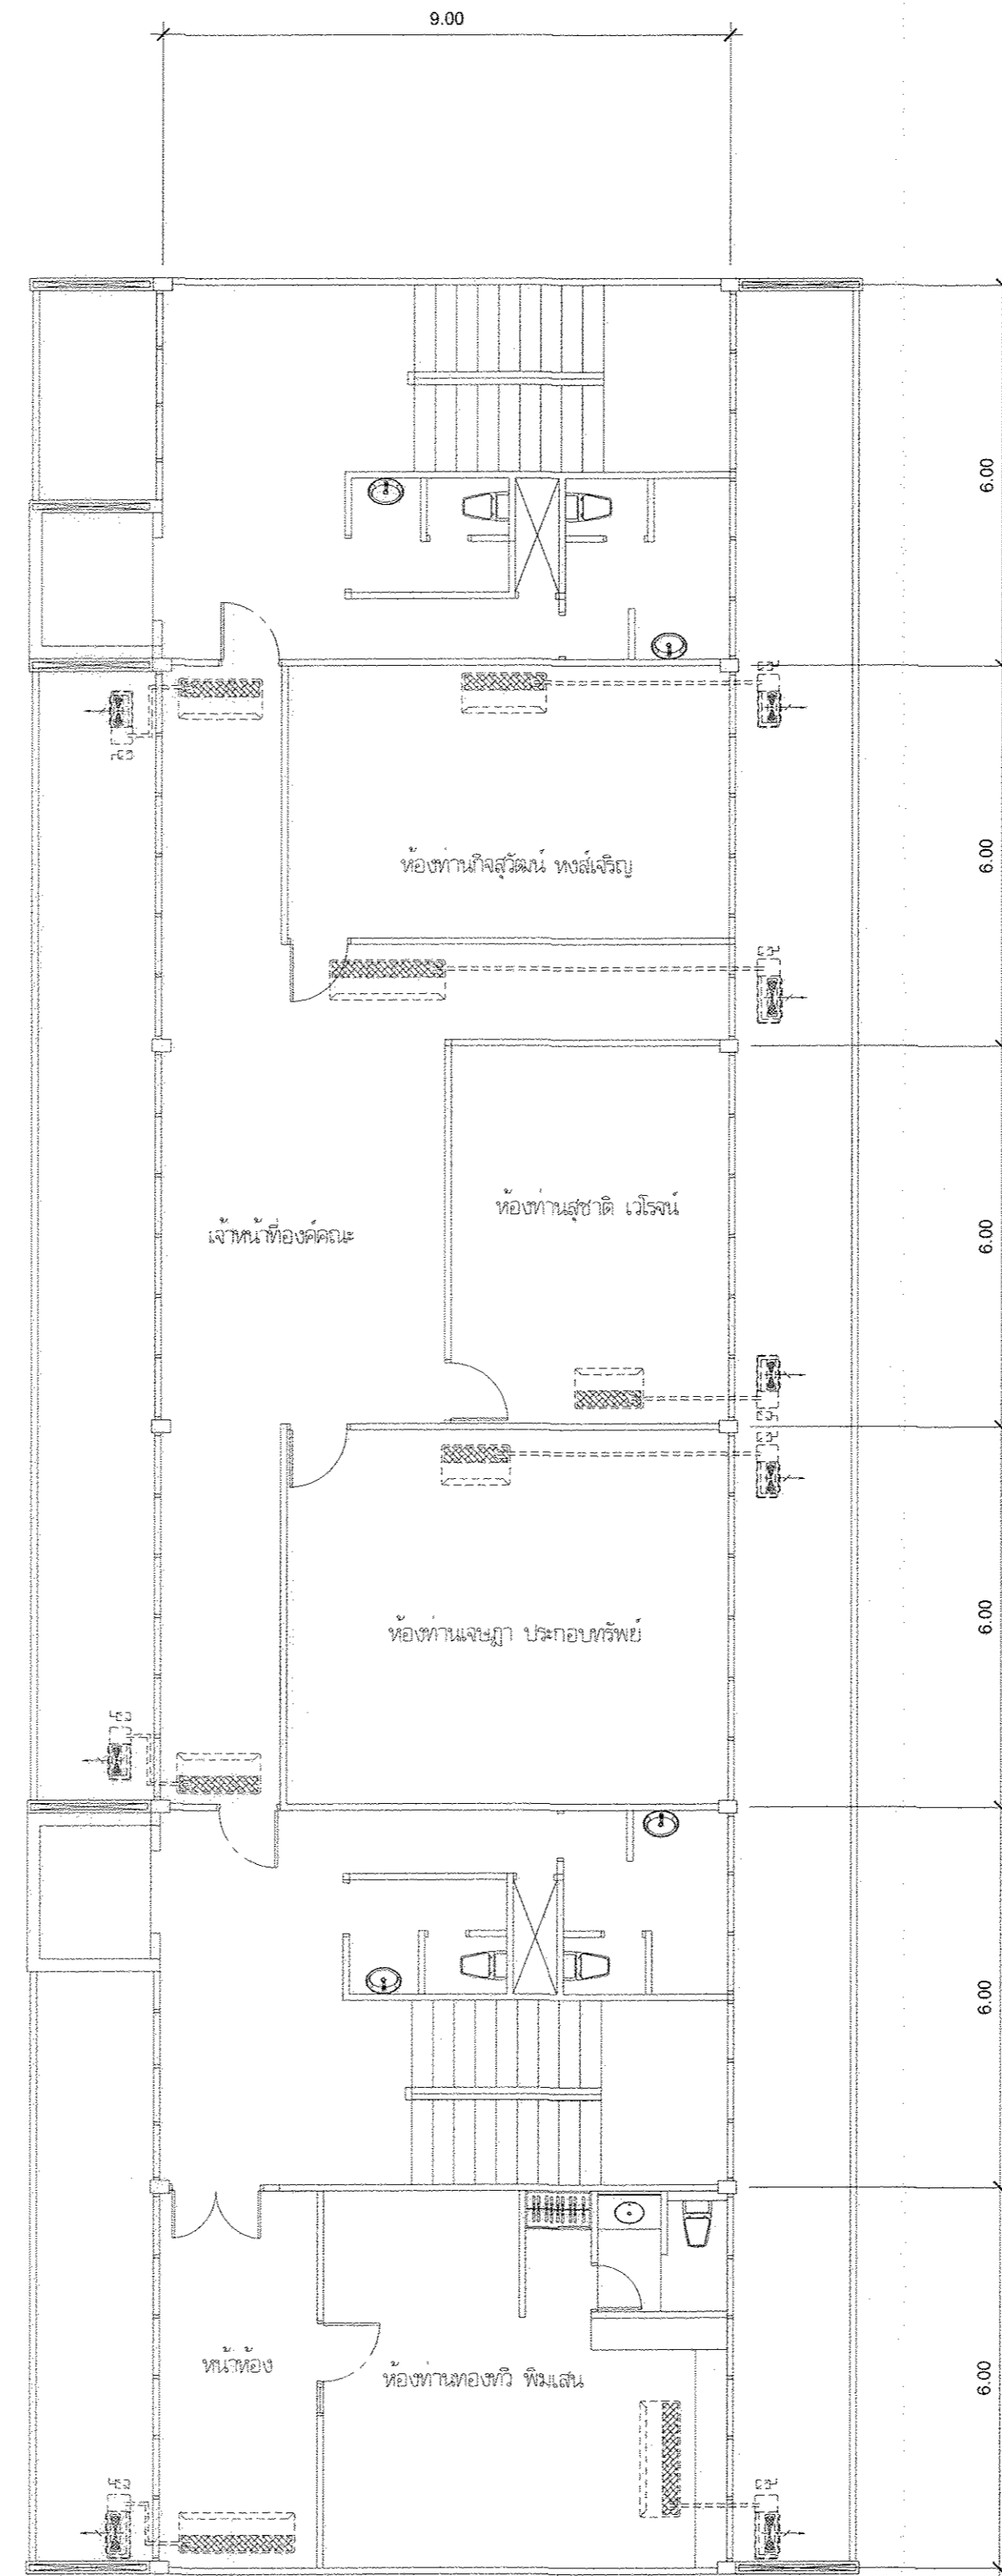 9.00
6.00
ห้องท่านกิจสุวัฒน์ หงส์เจริญ
6.00
ห้องท่านสุชาติ เวโรจน์
เจ้าหน้าที่องค์คณะ
6.00
ห้องท่านเจษฎา ประกอบทรัพย์
6.00
6.00
หน้าห้อง
ห้องท่านทองทวี พิมเสน
6.00